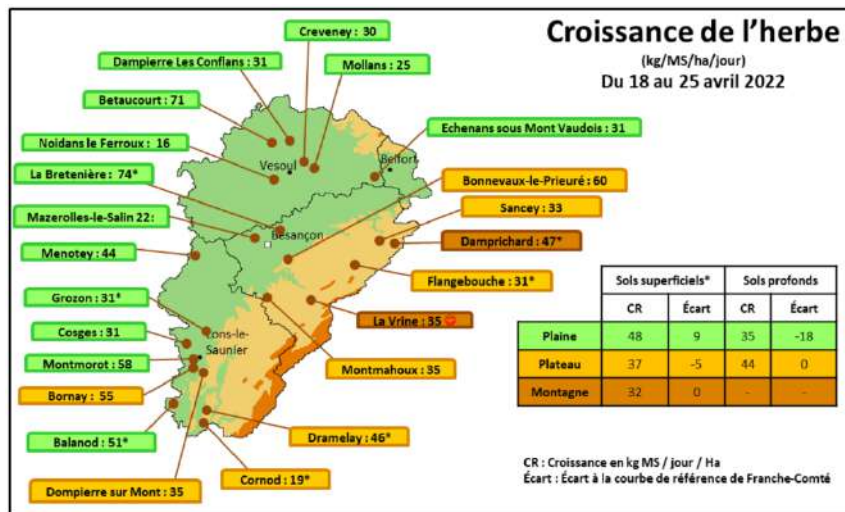 Croissance de l'herbe
(kg/MS/ha/jour)
Du 18 au 25 avril 2022
Creveney : 30
Dampierre Les Conflans : 31
Mollans : 25
Betaucourt : 71
Echenans sous Mont Vaudois : 31
Noidans le Ferroux : 16
Vesoul
Belfort
La Bretenière : 74*
Bonnevaux-le-Prieuré : 60
Sancey : 33
Mazerolles-le-Salin 22:
Besançon
Damprichard : 47*
Menotey : 44
Flangebouche : 31*
Grozon : 31*
La Vrine : 35
Cosges : 31
Lons-le-
Saunier
Montmorot : 58
Montmahoux : 35
Bornay : 55
Balanod : 51*
Dramelay : 46*
Cornod : 19*
Dompierre sur Mont : 35
Sols superficiels* Sols profonds
CR Écart CR Écart
Plaine 48 9 35 -18
Plateau 37 -5 44 0
Montagne 32 0 - -
CR : Croissance en kg MS / jour / Ha
Écart : Écart à la courbe de référence de Franche-Comté